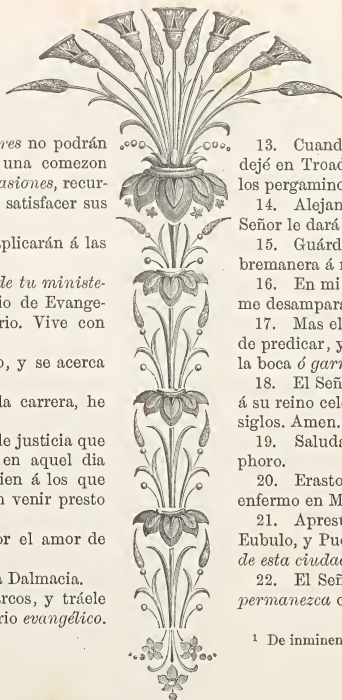 res no podrán
una comezon
asiones, recur-
satisfacer sus
plicarán á las
de tu ministe-
io de Evange-
rio. Vive con
o, y se acerca
la carrera, he
de justicia que
en aquel dia
ien á los que
n venir presto
or el amor de
a Dalmacia.
arcos, y tráele
rio evangélico.
13. Cuand
dejé en Troad
los pergamino
14. Alejan
Señor le dará
15. Guárd
bremanera á n
16. En mi
me desampara
17. Mas el
de predicar, y
la boca ó garr
18. El Señ
á su reino cele
siglos. Amen.
19. Saluda
phoro.
20. Erasto
enfermo en M
21. Aprest
Eubulo, y Pud
de esta ciudad
22. El Señ
permanezca c
1 De inminen